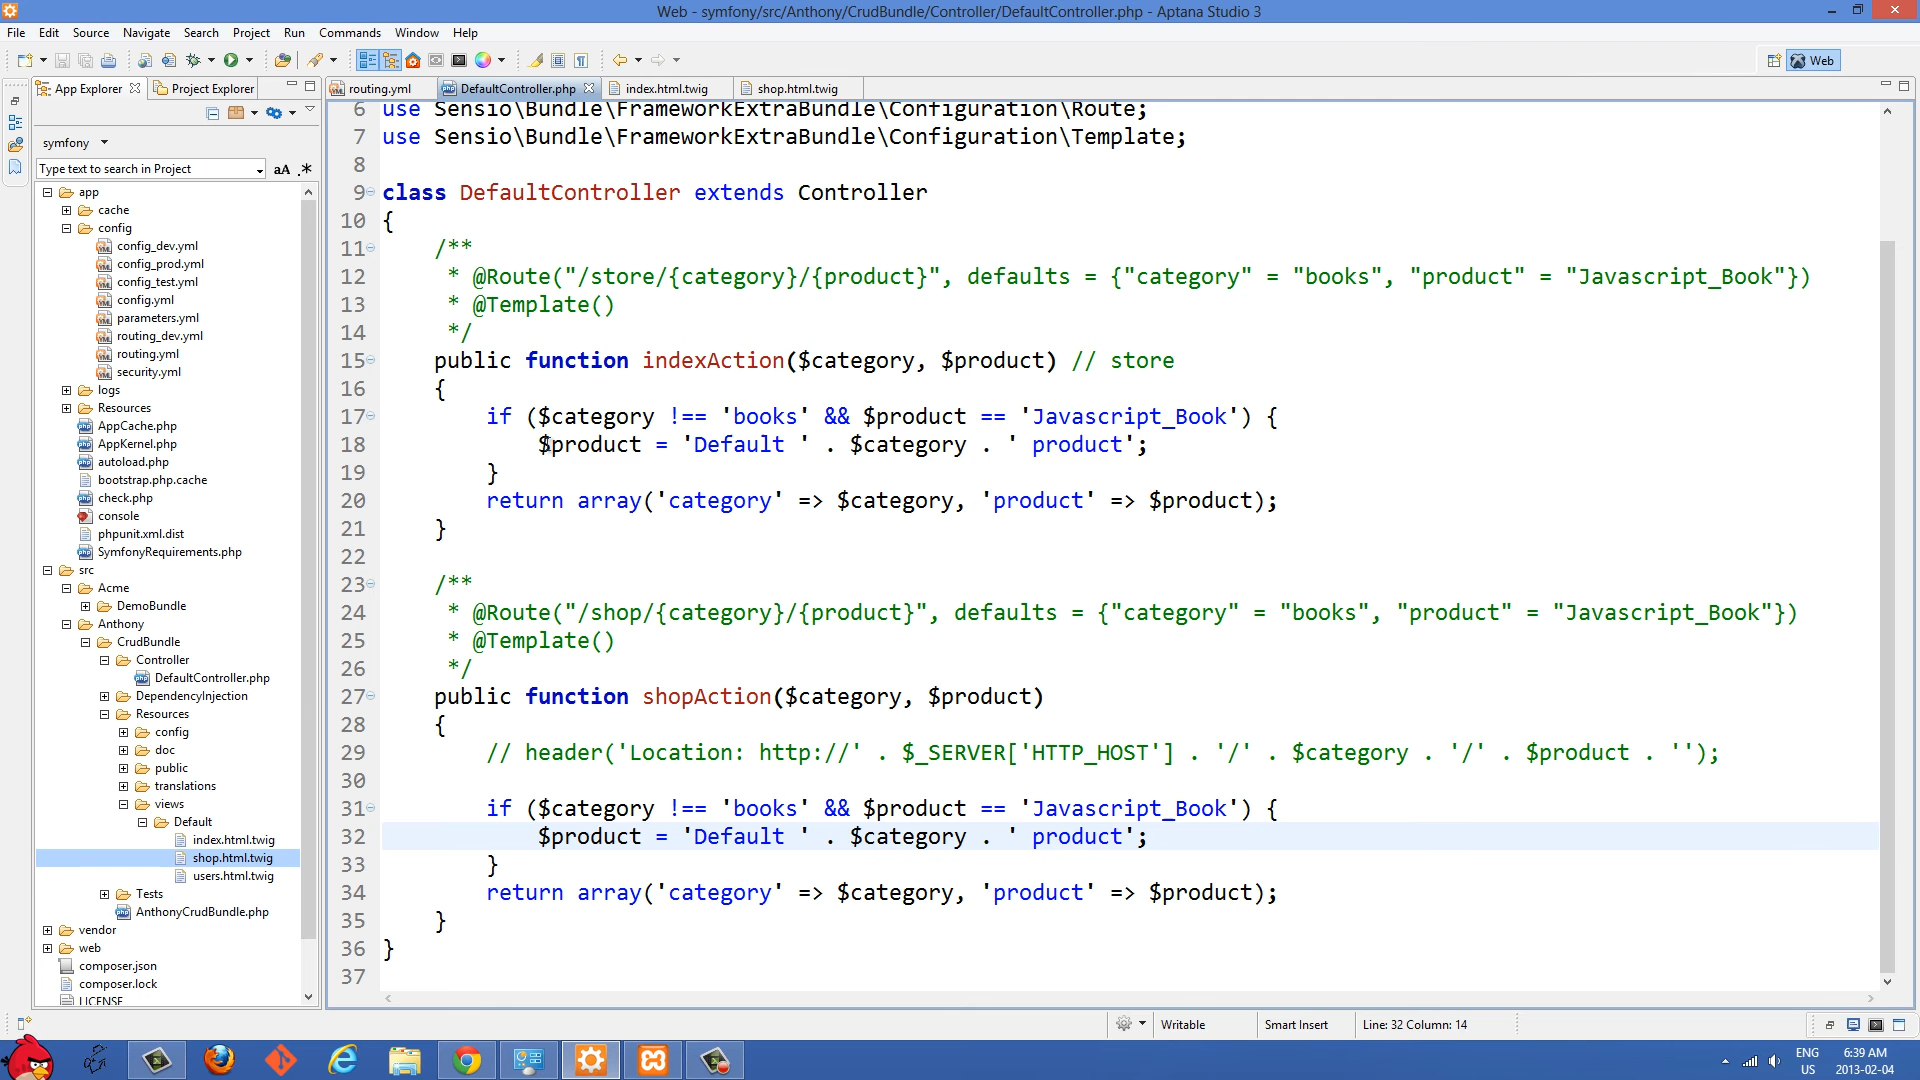 Web - symfony/src/Anthony/CrudBundle/Controller/DefaultController.php - Aptana Studio 3
File Edit Source Navigate Search Project Run Commands Window Help
Web
App Explorer Project Explorer
routing.yml DefaultController.php index.html.twig shop.html.twig
symfony
Type text to search in Project
aA .*
app
cache
config
config_dev.yml
config_prod.yml
config_test.yml
config.yml
parameters.yml
routing_dev.yml
routing.yml
security.yml
logs
Resources
AppCache.php
AppKernel.php
autoload.php
bootstrap.php.cache
check.php
console
phpunit.xml.dist
SymfonyRequirements.php
src
Acme
DemoBundle
Anthony
CrudBundle
Controller
DefaultController.php
DependencyInjection
Resources
config
doc
public
translations
views
Default
index.html.twig
shop.html.twig
users.html.twig
Tests
AnthonyCrudBundle.php
vendor
web
composer.json
composer.lock
LICENSE
6 use Sensio\Bundle\FrameworkExtraBundle\Configuration\Route;
7 use Sensio\Bundle\FrameworkExtraBundle\Configuration\Template;
8
9 class DefaultController extends Controller
10 {
11 /**
12 * @Route("/store/{category}/{product}", defaults = {"category" = "books", "product" = "Javascript_Book"})
13 * @Template()
14 */
15 public function indexAction($category, $product) // store
16 {
17 if ($category !== 'books' && $product == 'Javascript_Book') {
18 $product = 'Default ' . $category . ' product';
19 }
20 return array('category' => $category, 'product' => $product);
21 }
22
23 /**
24 * @Route("/shop/{category}/{product}", defaults = {"category" = "books", "product" = "Javascript_Book"})
25 * @Template()
26 */
27 public function shopAction($category, $product)
28 {
29 // header('Location: http://' . $_SERVER['HTTP_HOST'] . '/' . $category . '/' . $product . '');
30
31 if ($category !== 'books' && $product == 'Javascript_Book') {
32 $product = 'Default ' . $category . ' product';
33 }
34 return array('category' => $category, 'product' => $product);
35 }
36 }
37
Writable Smart Insert Line: 32 Column: 14
ENG 6:39 AM
US 2013-02-04